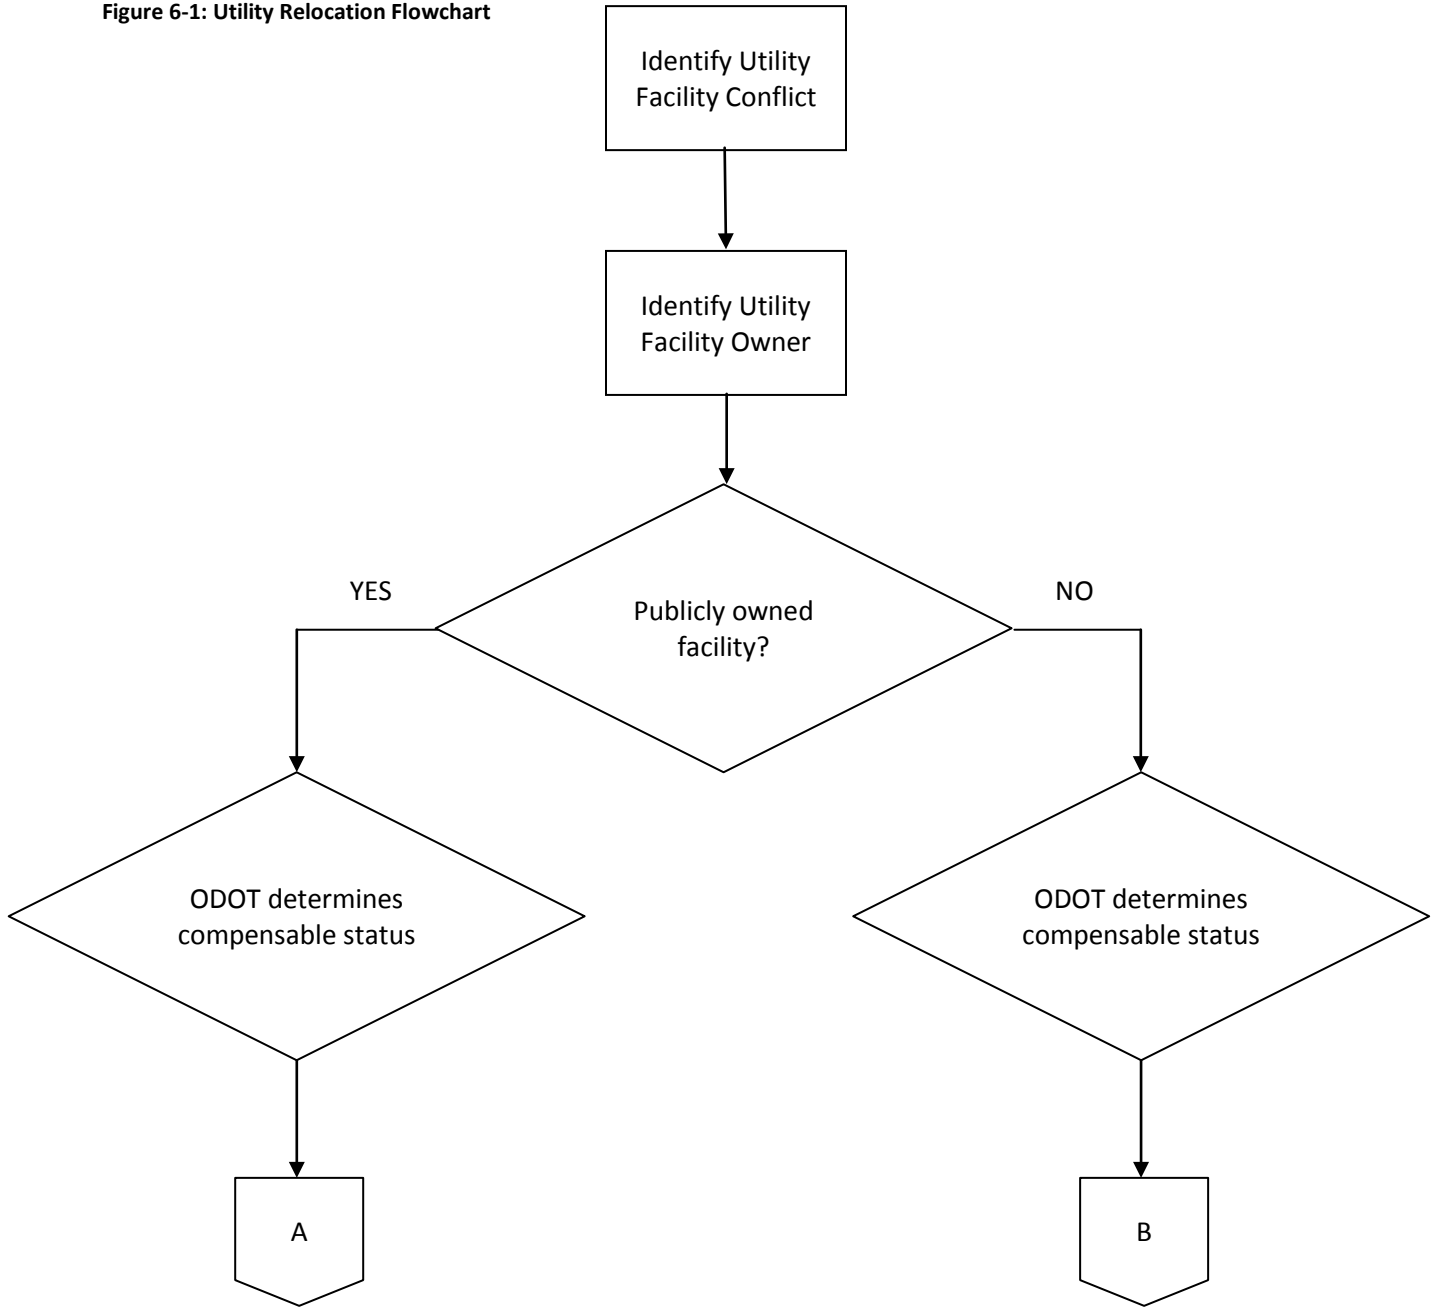 Figure 6-1: Utility Relocation Flowchart
Identify Utility
Facility Conflict
Identify Utility
Facility Owner
YES
NO
Publicly owned
facility?
ODOT determines
compensable status
ODOT determines
compensable status
A
B